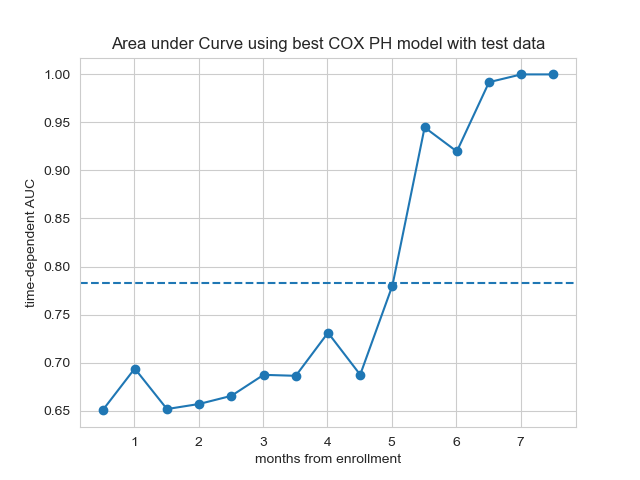 Area under Curve using best COX PH model with test data
time-dependent AUC
1.00
0.95
0.90
0.85
0.80
0.75
0.70
0.65
1 2 3 4 5 6 7
months from enrollment